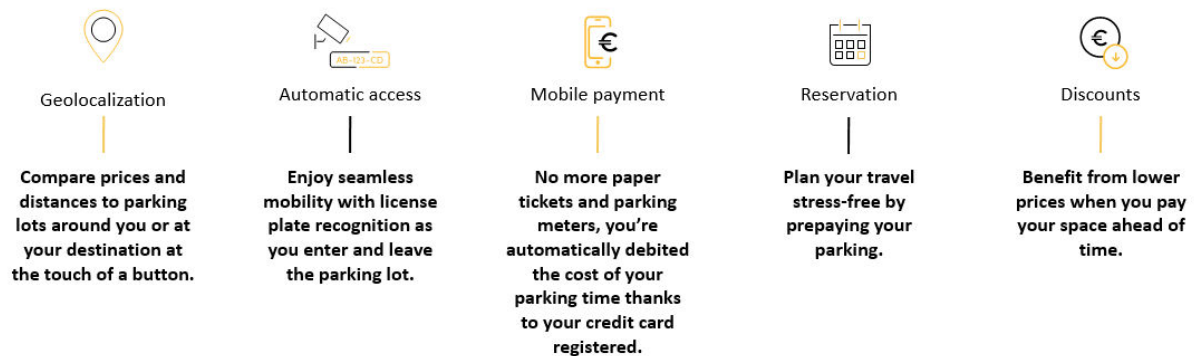 AB-123-CD
Geolocalization
Compare prices and
distances to parking
lots around you or at
your destination at
the touch of a button.
Automatic access
Enjoy seamless
mobility with license
plate recognition as
you enter and leave
the parking lot.
€
Mobile payment
No more paper
tickets and parking
meters, you’re
automatically debited
the cost of your
parking time thanks
to your credit card
registered.
Reservation
Plan your travel
stress-free by
prepaying your
parking.
€
Discounts
Benefit from lower
prices when you pay
your space ahead of
time.